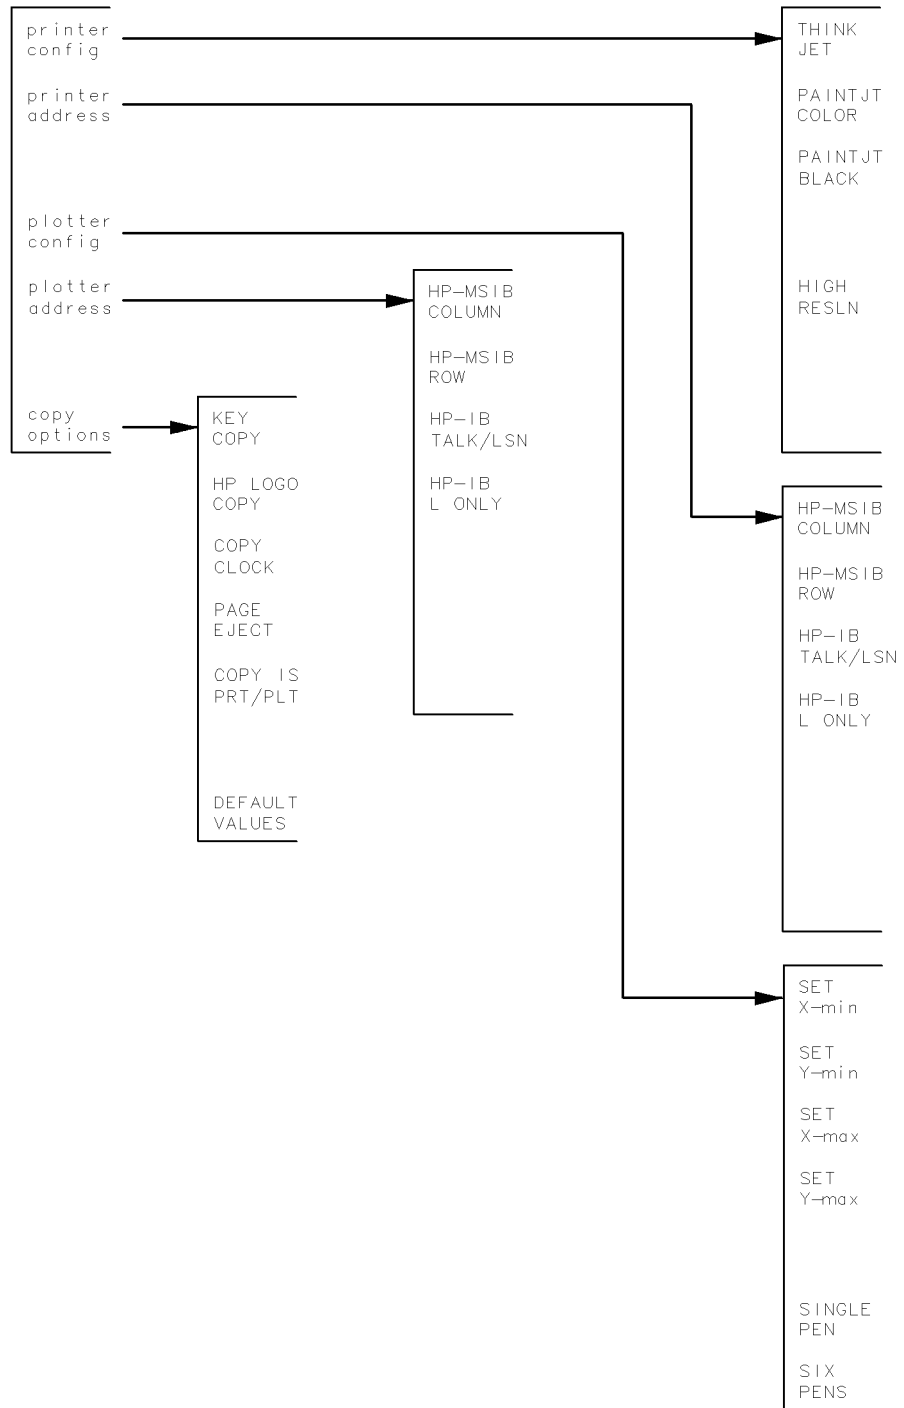 printer
config
printer
address
plotter
config
plotter
address
copy
options
KEY
COPY
HP LOGO
COPY
COPY
CLOCK
PAGE
EJECT
COPY IS
PRT/PLT
DEFAULT
VALUES
HP-MSIB
COLUMN
HP-MSIB
ROW
HP-IB
TALK/LSN
HP-IB
L ONLY
THINK
JET
PAINTJT
COLOR
PAINTJT
BLACK
HIGH
RESLN
HP-MSIB
COLUMN
HP-MSIB
ROW
HP-IB
TALK/LSN
HP-IB
L ONLY
SET
X-min
SET
Y-min
SET
X-max
SET
Y-max
SINGLE
PEN
SIX
PENS